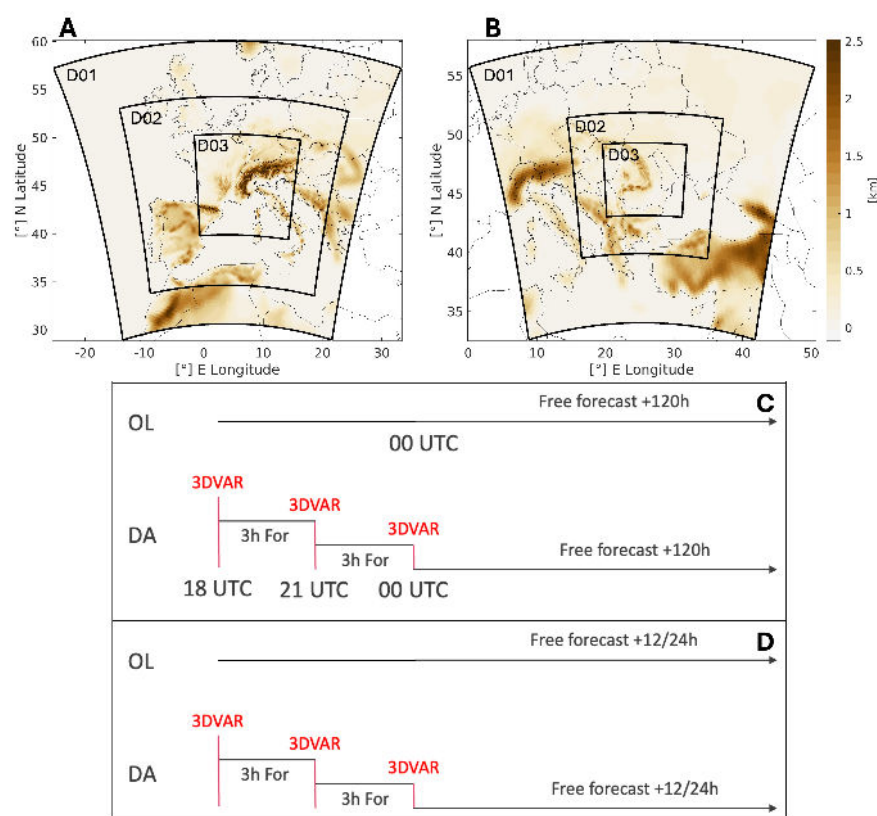 A
60
55
50
45
40
35
30
[°] N Latitude
D01
D02
D03
-20
-10
0
10
20
30
[°] E Longitude
B
55
50
45
40
35
[°] N Latitude
D01
D02
D03
0
10
20
30
40
50
[°] E Longitude
2.5
2
1.5
1
0.5
0
[km]
C
OL
Free forecast +120h
00 UTC
3DVAR
3DVAR
3DVAR
DA
3h For
3h For
Free forecast +120h
18 UTC
21 UTC
00 UTC
D
OL
Free forecast +12/24h
3DVAR
3DVAR
3DVAR
DA
3h For
3h For
Free forecast +12/24h